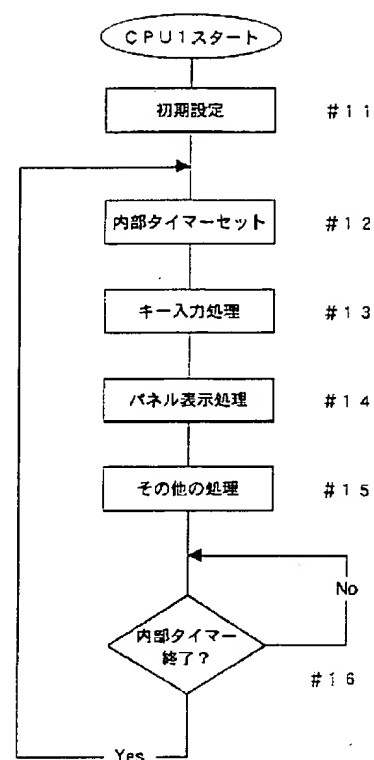 CPU1スタート
初期設定 #11
内部タイマーセット #12
キー入力処理 #13
パネル表示処理 #14
その他の処理 #15
No
内部タイマー
終了?
#16
Yes